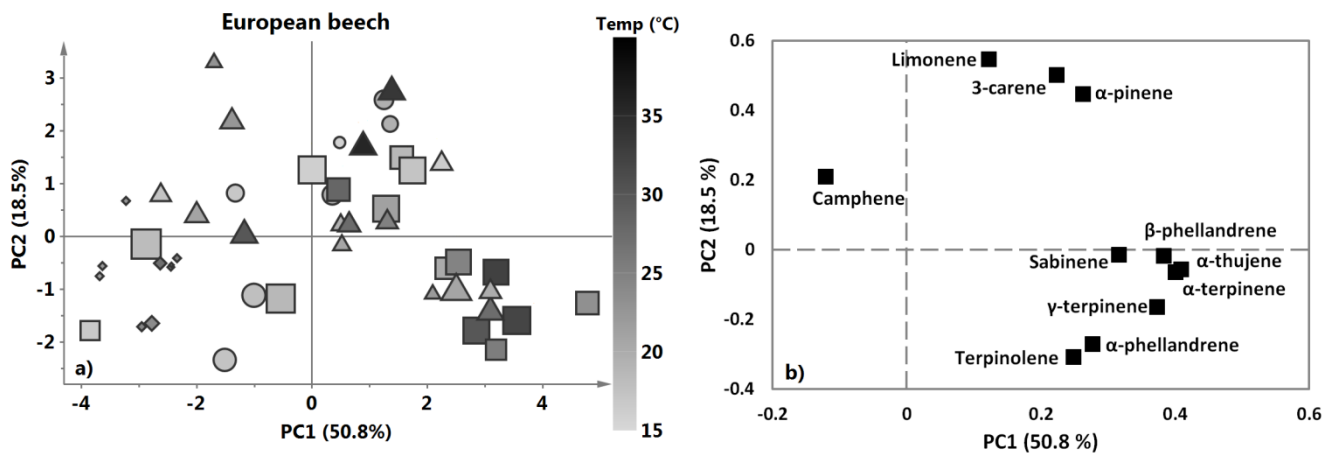 European beech
Temp (°C)
PC2 (18.5%)
3
2
1
0
-1
-2
-4
-2
0
2
4
PC1 (50.8%)
a)
35
30
25
20
15
PC2 (18.5 %)
0.6
0.4
0.2
0
-0.2
-0.4
-0.2
0
0.2
0.4
0.6
PC1 (50.8 %)
b)
Limonene
3-carene
α-pinene
Camphene
β-phellandrene
Sabinene
α-thujene
α-terpinene
γ-terpinene
α-phellandrene
Terpinolene